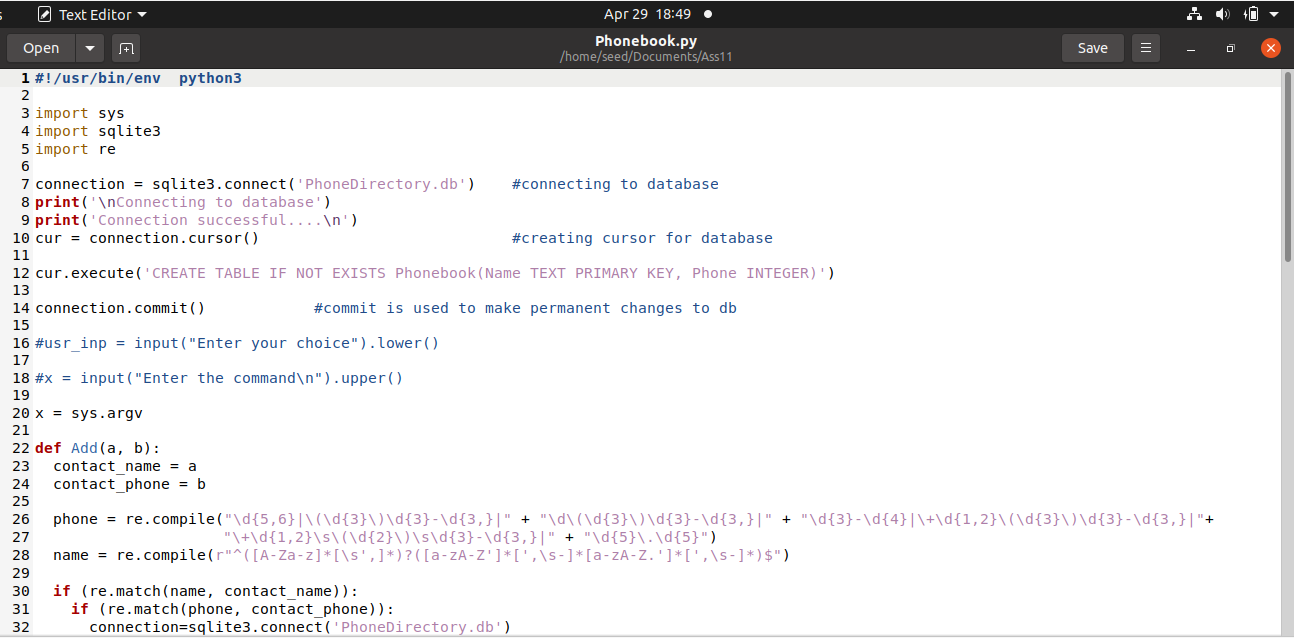 s Text Editor Apr 29 18:49
Open Phonebook.py Save
/home/seed/Documents/Ass11
1 #!/usr/bin/env  python3
2
3 import sys
4 import sqlite3
5 import re
6
7 connection = sqlite3.connect('PhoneDirectory.db')    #connecting to database
8 print('\nConnecting to database')
9 print('Connection successful....\n')
10 cur = connection.cursor()                            #creating cursor for database
11
12 cur.execute('CREATE TABLE IF NOT EXISTS Phonebook(Name TEXT PRIMARY KEY, Phone INTEGER)')
13
14 connection.commit()            #commit is used to make permanent changes to db
15
16 #usr_inp = input("Enter your choice").lower()
17
18 #x = input("Enter the command\n").upper()
19
20 x = sys.argv
21
22 def Add(a, b):
23   contact_name = a
24   contact_phone = b
25
26   phone = re.compile("\d{5,6}|\(\d{3}\)\d{3}-\d{3,}|" + "\d\(\d{3}\)\d{3}-\d{3,}|" + "\d{3}-\d{4}|\+\d{1,2}\(\d{3}\)\d{3}-\d{3,}|"+
27                      "\+\d{1,2}\s\(\d{2}\)\s\d{3}-\d{3,}|" + "\d{5}\.\d{5}")
28   name = re.compile(r"^([A-Za-z]*[\s',]*)?([a-zA-Z']*[',\s-]*[a-zA-Z.']*[',\s-]*)$")
29
30   if (re.match(name, contact_name)):
31     if (re.match(phone, contact_phone)):
32       connection=sqlite3.connect('PhoneDirectory.db')